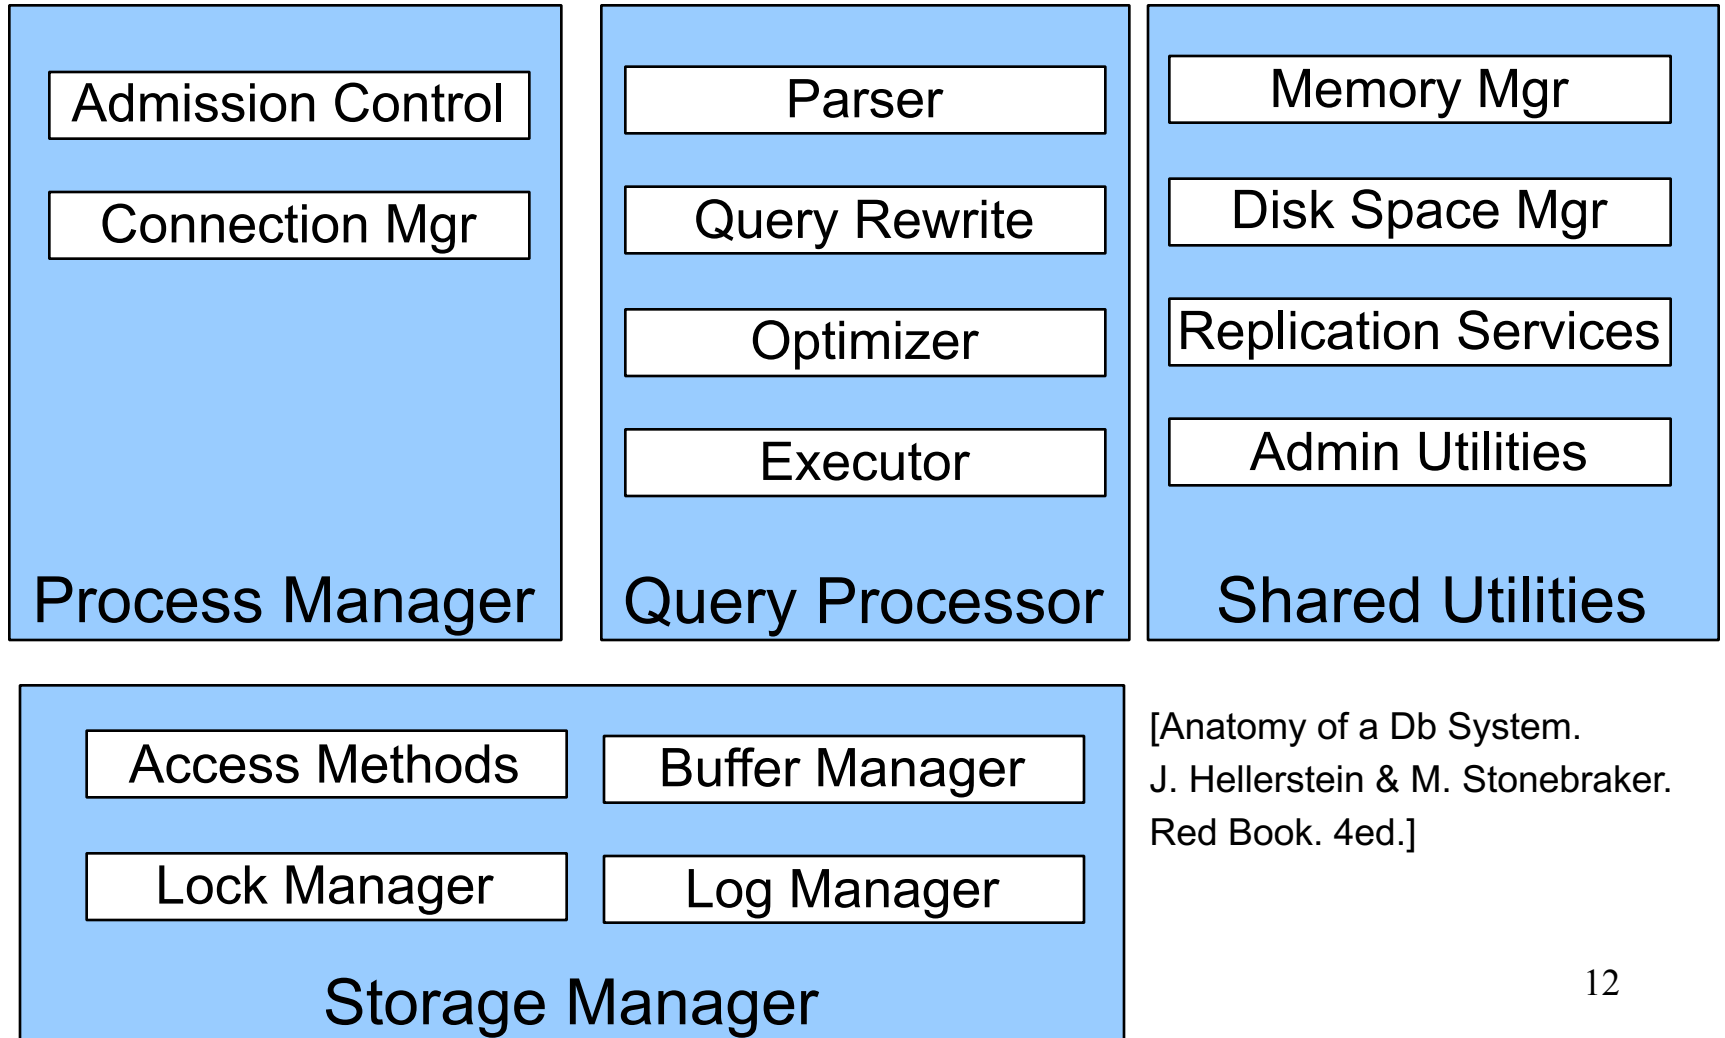 Admission Control
Connection Mgr
Process Manager
Parser
Query Rewrite
Optimizer
Executor
Query Processor
Memory Mgr
Disk Space Mgr
Replication Services
Admin Utilities
Shared Utilities
Access Methods
Buffer Manager
Lock Manager
Log Manager
Storage Manager
[Anatomy of a Db System.
J. Hellerstein & M. Stonebraker.
Red Book. 4ed.]
12